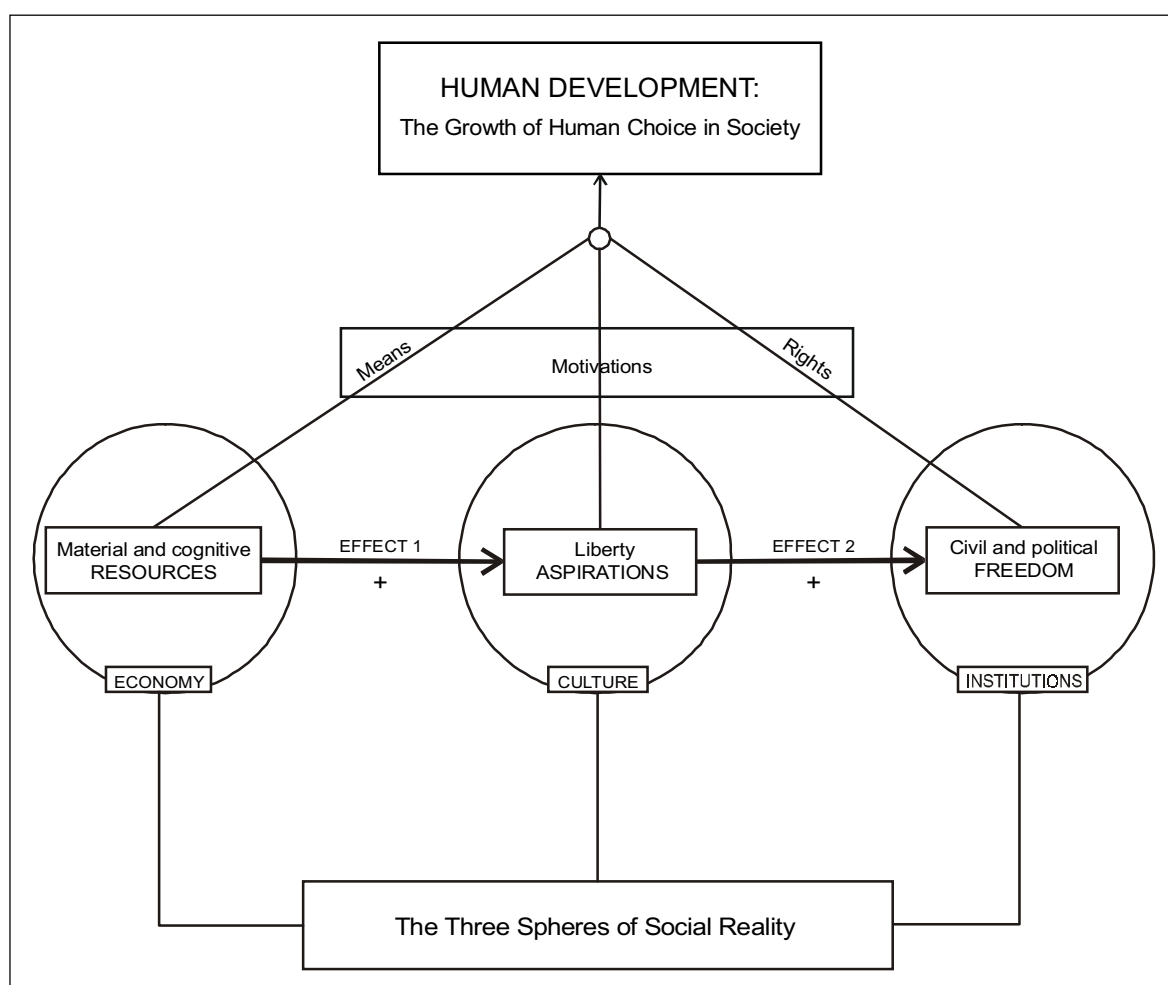 HUMAN DEVELOPMENT:
The Growth of Human Choice in Society
Means
Motivations
Rights
Material and cognitive
RESOURCES
EFFECT 1
+
Liberty
ASPIRATIONS
EFFECT 2
+
Civil and political
FREEDOM
ECONOMY
CULTURE
INSTITUTIONS
The Three Spheres of Social Reality